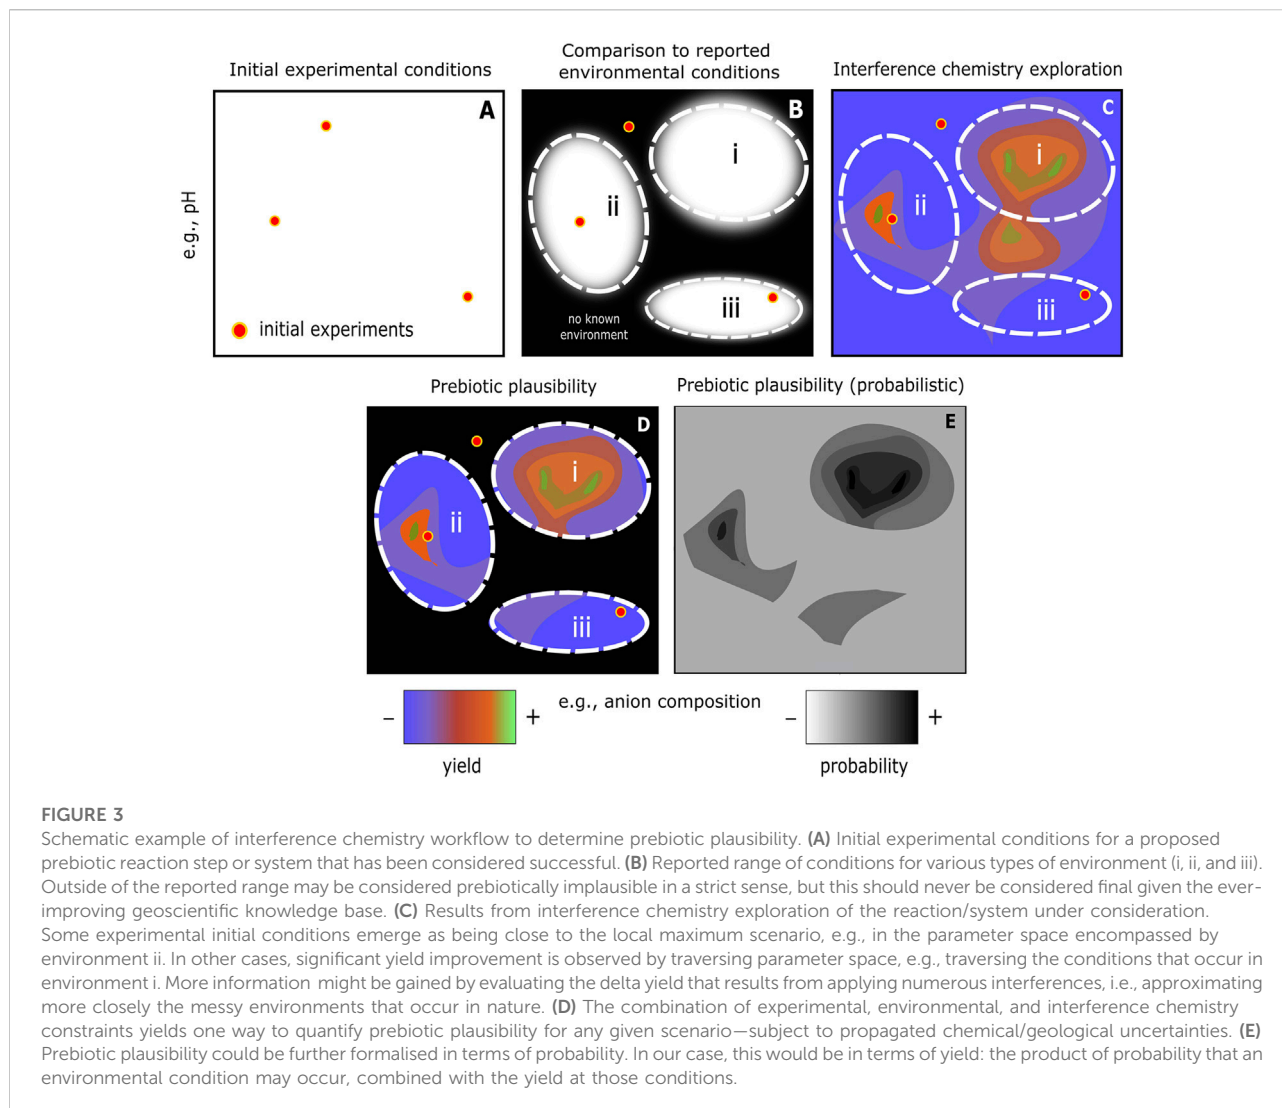 Initial experimental conditions
Comparison to reported
environmental conditions
Interference chemistry exploration
A
B
C
e.g., pH
i
ii
iii
no known
environment
initial experiments
i
ii
iii
Prebiotic plausibility
Prebiotic plausibility (probabilistic)
D
E
i
ii
iii
– +
yield
e.g., anion composition
– +
probability
FIGURE 3
Schematic example of interference chemistry workflow to determine prebiotic plausibility. (A) Initial experimental conditions for a proposed
prebiotic reaction step or system that has been considered successful. (B) Reported range of conditions for various types of environment (i, ii, and iii).
Outside of the reported range may be considered prebiotically implausible in a strict sense, but this should never be considered final given the ever-
improving geoscientific knowledge base. (C) Results from interference chemistry exploration of the reaction/system under consideration.
Some experimental initial conditions emerge as being close to the local maximum scenario, e.g., in the parameter space encompassed by
environment ii. In other cases, significant yield improvement is observed by traversing parameter space, e.g., traversing the conditions that occur in
environment i. More information might be gained by evaluating the delta yield that results from applying numerous interferences, i.e., approximating
more closely the messy environments that occur in nature. (D) The combination of experimental, environmental, and interference chemistry
constraints yields one way to quantify prebiotic plausibility for any given scenario—subject to propagated chemical/geological uncertainties. (E)
Prebiotic plausibility could be further formalised in terms of probability. In our case, this would be in terms of yield: the product of probability that an
environmental condition may occur, combined with the yield at those conditions.